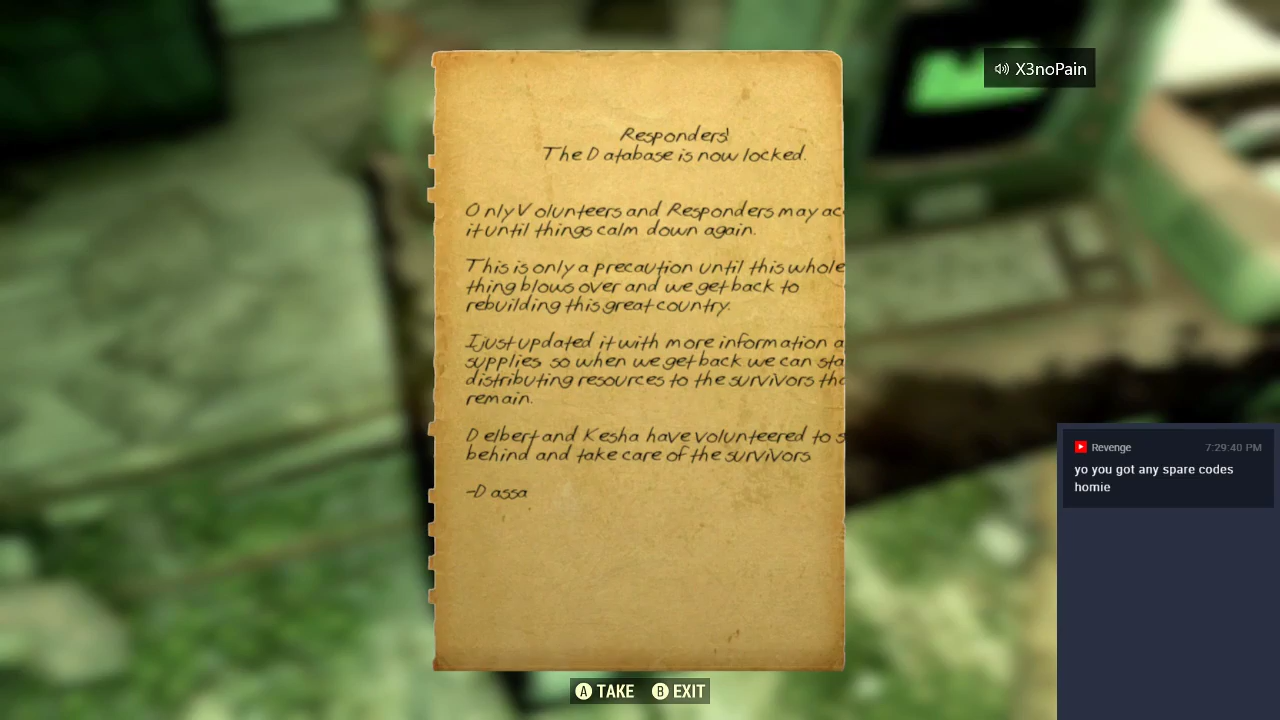 X3noPain
Responders!
The Database is now locked.
Only Volunteers and Responders may ac
it until things calm down again.
This is only a precaution until this whole
thing blows over and we get back to
rebuilding this great country.
I just updated it with more information a
supplies, so when we get back we can sta
distributing resources to the survivors tha
remain.
Delbert and Kesha have volunteered to s
behind and take care of the survivors.
-Dassa
A TAKE B EXIT
Revenge 7:29:40 PM
yo you got any spare codes
homie